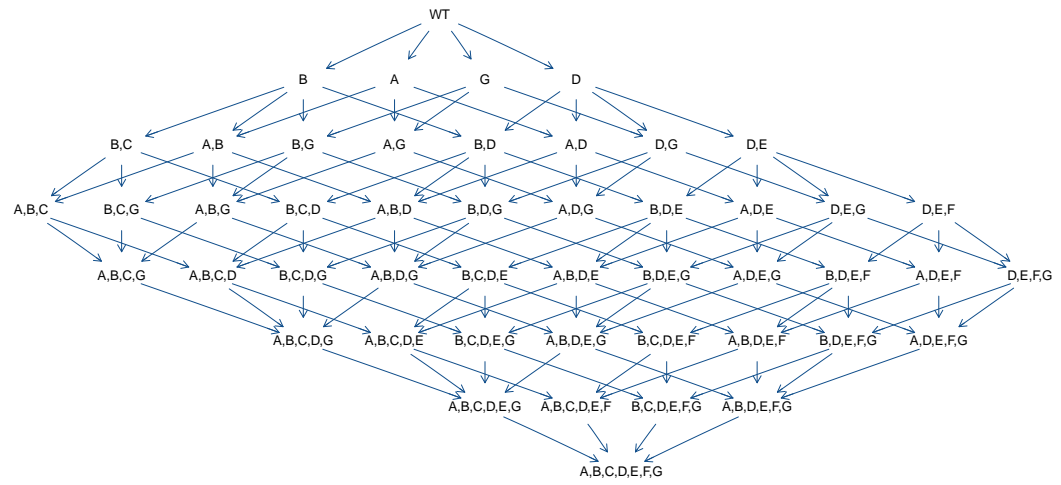 WT
B A G D
B,C A,B B,G A,G B,D A,D D,G D,E
A,B,C B,C,G A,B,G B,C,D A,B,D B,D,G A,D,G B,D,E A,D,E D,E,G D,E,F
A,B,C,G A,B,C,D B,C,D,G A,B,D,G B,C,D,E A,B,D,E B,D,E,G A,D,E,G B,D,E,F A,D,E,F D,E,F,G
A,B,C,D,G A,B,C,D,E B,C,D,E,G A,B,D,E,G B,C,D,E,F A,B,D,E,F B,D,E,F,G A,D,E,F,G
A,B,C,D,E,G A,B,C,D,E,F B,C,D,E,F,G A,B,D,E,F,G
A,B,C,D,E,F,G